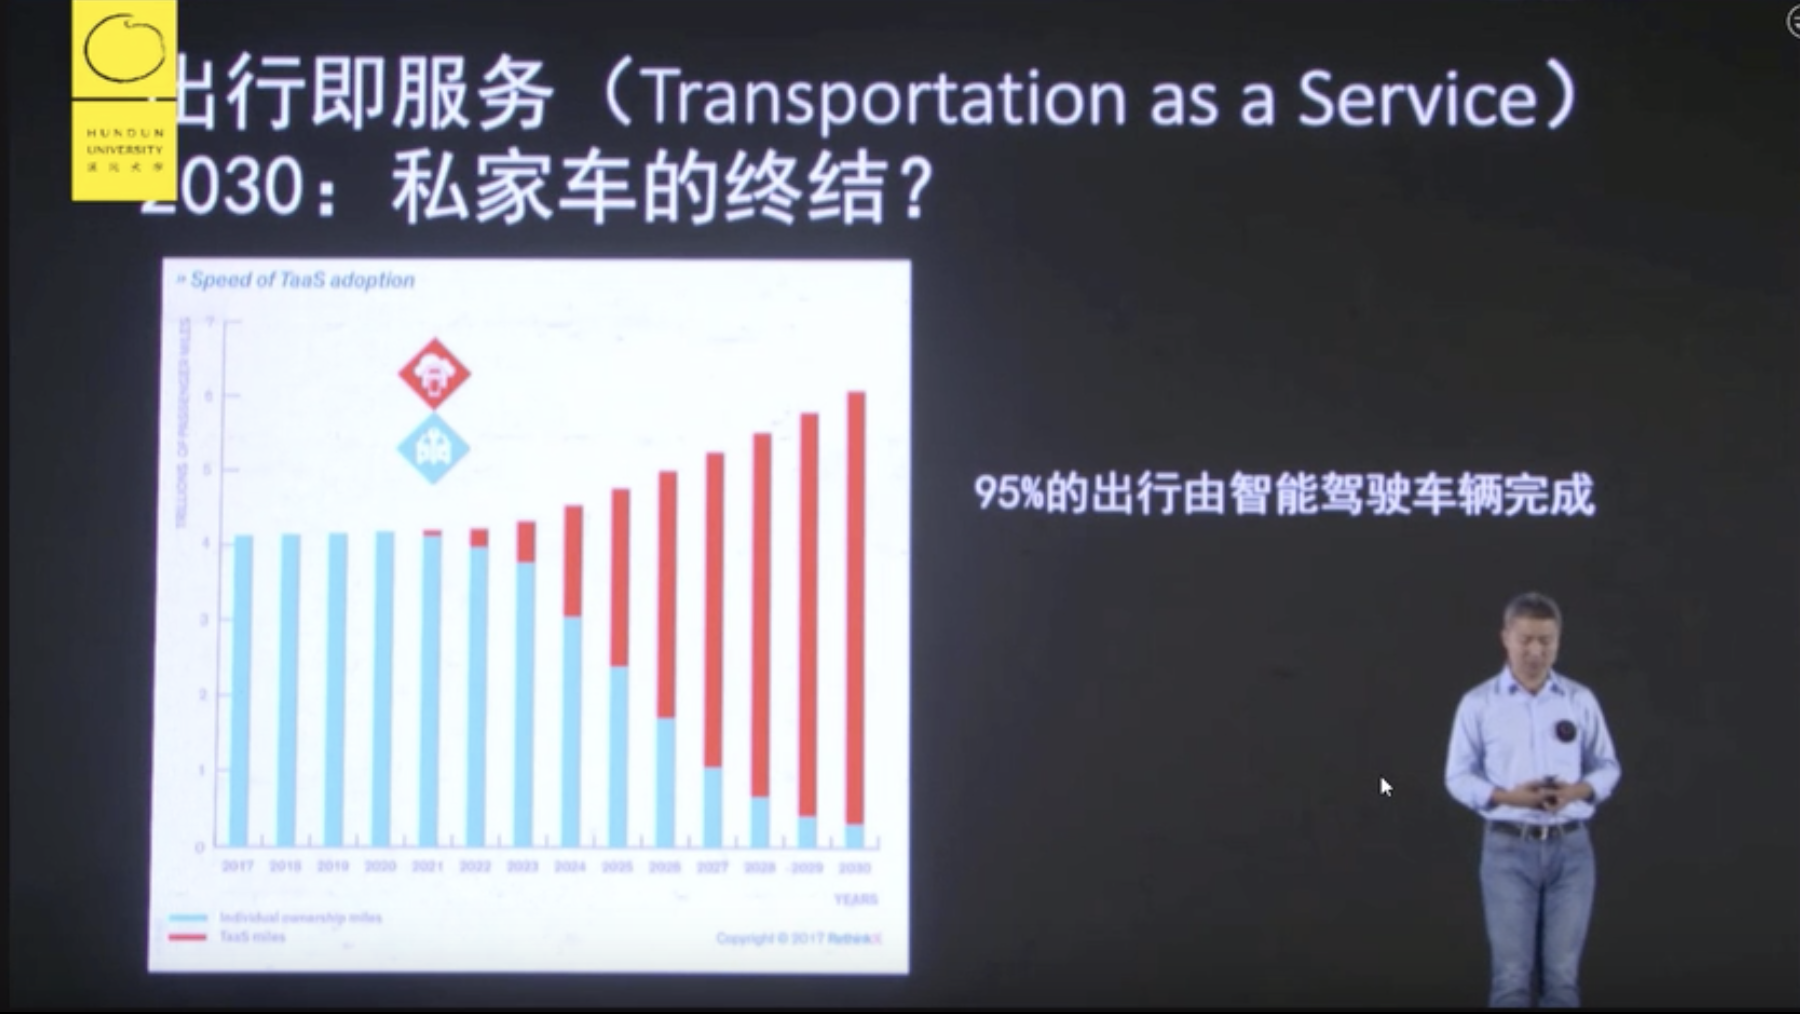 HUNDUN
UNIVERSITY
混沌大学
出行即服务（Transportation as a Service）
2030：私家车的终结？
» Speed of TaaS adoption
TRILLIONS OF PASSENGER MILES
7
6
5
4
3
2
1
0
2017 2018 2019 2020 2021 2022 2023 2024 2025 2026 2027 2028 2029 2030
YEARS
Individual ownership miles
TaaS miles
Copyright © 2017 RethinkX
95%的出行由智能驾驶车辆完成